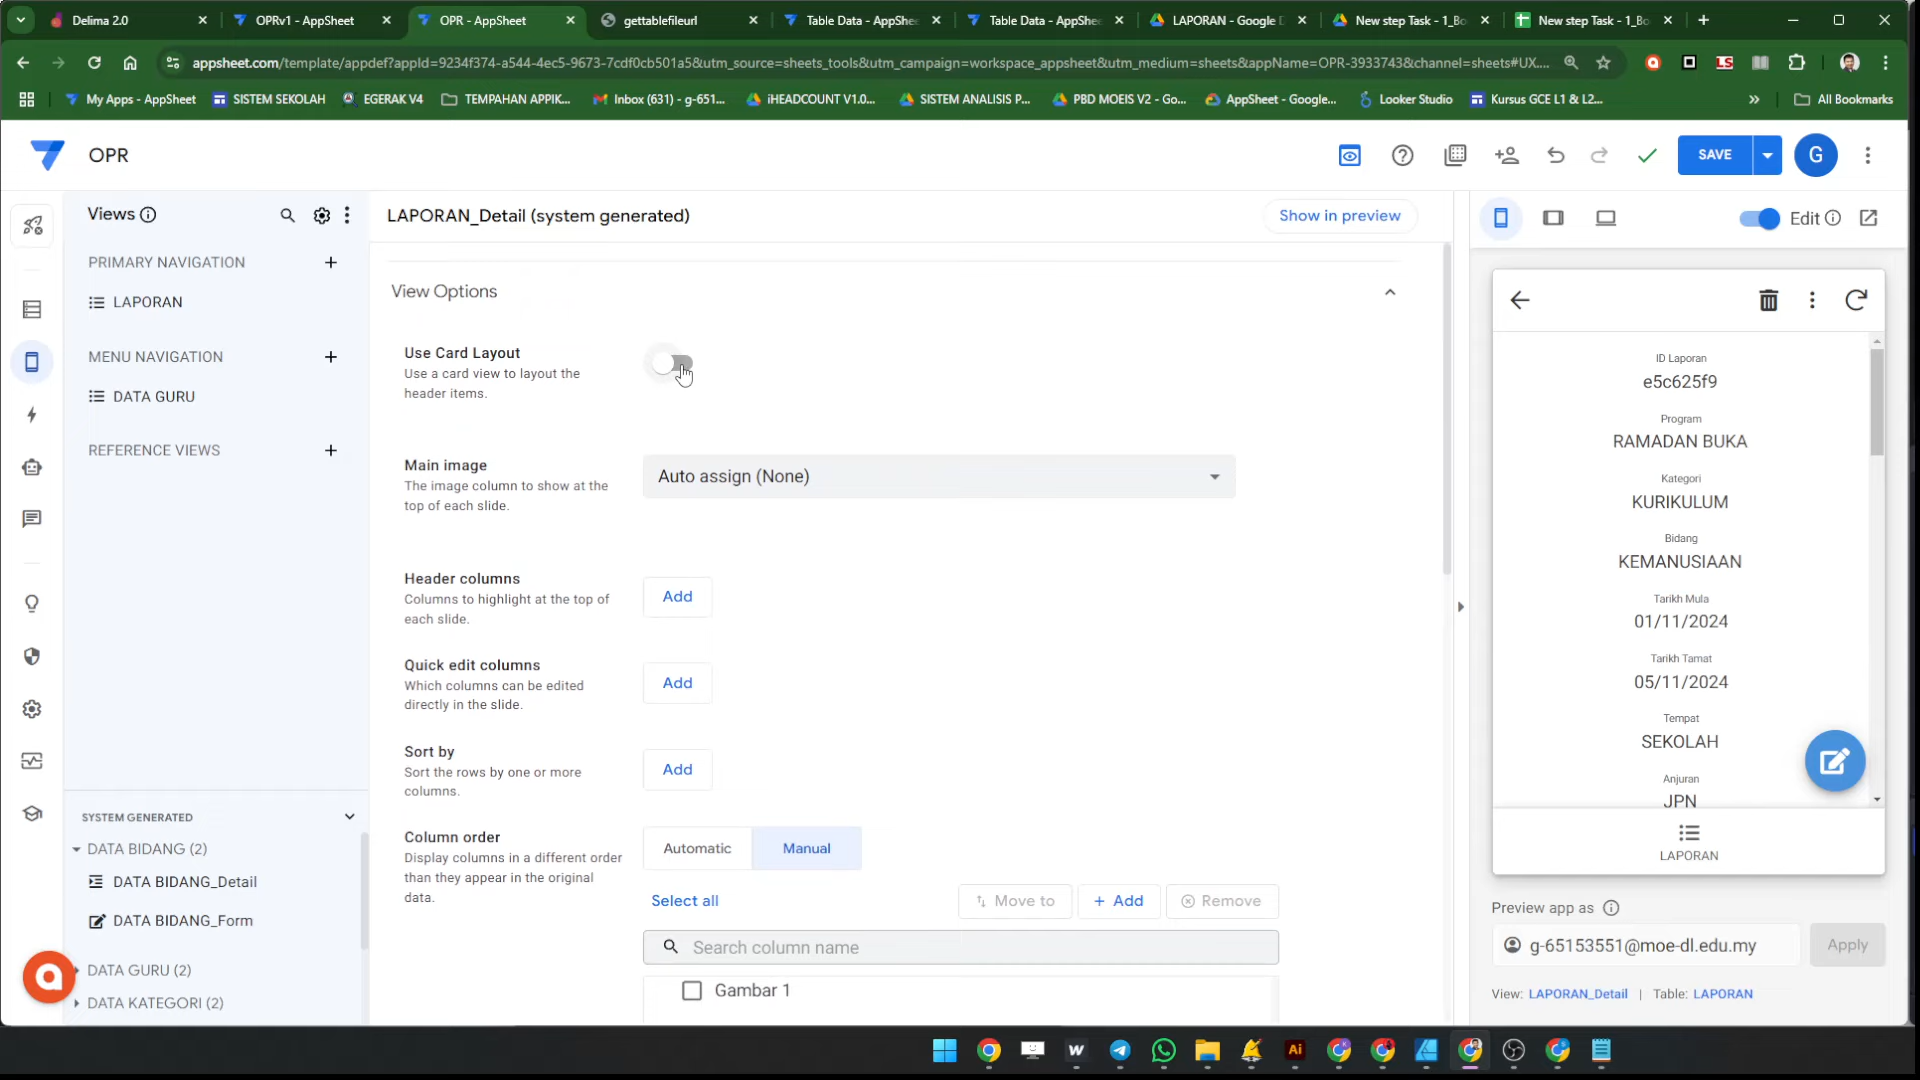 Delima 2.0
OPRv1 - AppSheet
OPR - AppSheet
gettablefileurl
Table Data - AppShe
Table Data - AppShe
LAPORAN - Google D
New step Task - 1_Bo
New step Task - 1_Bo
appsheet.com/template/appdef?appId=9234f374-a544-4ec5-9673-7cdf0cb501a5&utm_source=sheets_tools&utm_campaign=workspace_appsheet&utm_medium=sheets&appName=OPR-3933743&channel=sheets#UX....
My Apps - AppSheet
SISTEM SEKOLAH
EGERAK V4
TEMPAHAN APPIK...
Inbox (631) - g-651...
iHEADCOUNT V1.0...
SISTEM ANALISIS P...
PBD MOEIS V2 - Go...
AppSheet - Google...
Looker Studio
Kursus GCE L1 & L2...
All Bookmarks
OPR
SAVE
G
Views
LAPORAN_Detail (system generated)
Show in preview
Edit
PRIMARY NAVIGATION
LAPORAN
MENU NAVIGATION
DATA GURU
REFERENCE VIEWS
SYSTEM GENERATED
DATA BIDANG (2)
DATA BIDANG_Detail
DATA BIDANG_Form
DATA GURU (2)
DATA KATEGORI (2)
View Options
Use Card Layout
Use a card view to layout the
header items.
Main image
The image column to show at the
top of each slide.
Auto assign (None)
Header columns
Columns to highlight at the top of
each slide.
Add
Quick edit columns
Which columns can be edited
directly in the slide.
Add
Sort by
Sort the rows by one or more
columns.
Add
Column order
Display columns in a different order
than they appear in the original
data.
Automatic
Manual
Select all
Move to
+ Add
Remove
Search column name
Gambar 1
ID Laporan
e5c625f9
Program
RAMADAN BUKA
Kategori
KURIKULUM
Bidang
KEMANUSIAAN
Tarikh Mula
01/11/2024
Tarikh Tamat
05/11/2024
Tempat
SEKOLAH
Anjuran
JPN
LAPORAN
Preview app as
g-65153551@moe-dl.edu.my
Apply
View: LAPORAN_Detail | Table: LAPORAN